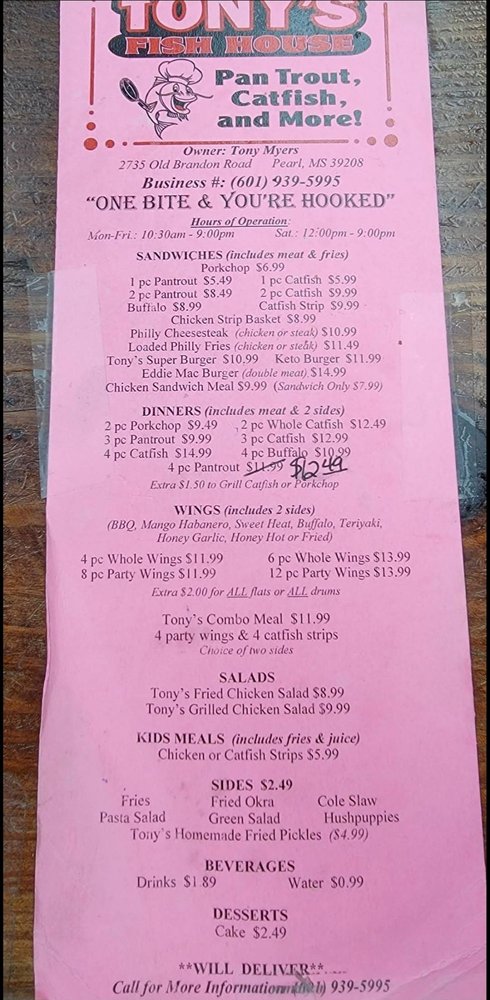 TONY'S
FISH HOUSE
Pan Trout,
Catfish,
and More!
Owner: Tony Myers
2735 Old Brandon Road Pearl, MS 39208
Business #: (601) 939-5995
"ONE BITE & YOU'RE HOOKED"
Hours of Operation:
Mon-Fri.: 10:30am - 9:00pm Sat.: 12:00pm - 9:00pm
SANDWICHES (includes meat & fries)
Porkchop $6.99
1 pc Pantrout $5.49 1 pc Catfish $5.99
2 pc Pantrout $8.49 2 pc Catfish $9.99
Buffalo $8.99 Catfish Strip $9.99
Chicken Strip Basket $8.99
Philly Cheesesteak (chicken or steak) $10.99
Loaded Philly Fries (chicken or steak) $11.49
Tony's Super Burger $10.99 Keto Burger $11.99
Eddie Mac Burger (double meat) $14.99
Chicken Sandwich Meal $9.99 (Sandwich Only $7.99)
DINNERS (includes meat & 2 sides)
2 pc Porkchop $9.49 2 pc Whole Catfish $12.49
3 pc Pantrout $9.99 3 pc Catfish $12.99
4 pc Catfish $14.99 4 pc Buffalo $10.99
4 pc Pantrout $11.95 $12.49
Extra $1.50 to Grill Catfish or Porkchop
WINGS (includes 2 sides)
(BBQ, Mango Habanero, Sweet Heat, Buffalo, Teriyaki,
Honey Garlic, Honey Hot or Fried)
4 pc Whole Wings $11.99 6 pc Whole Wings $13.99
8 pc Party Wings $11.99 12 pc Party Wings $13.99
Extra $2.00 for ALL flats or ALL drums
Tony's Combo Meal $11.99
4 party wings & 4 catfish strips
Choice of two sides
SALADS
Tony's Fried Chicken Salad $8.99
Tony's Grilled Chicken Salad $9.99
KIDS MEALS (includes fries & juice)
Chicken or Catfish Strips $5.99
SIDES $2.49
Fries Fried Okra Cole Slaw
Pasta Salad Green Salad Hushpuppies
Tony's Homemade Fried Pickles ($4.99)
BEVERAGES
Drinks $1.89 Water $0.99
DESSERTS
Cake $2.49
**WILL DELIVER**
Call for More Information 939-5995